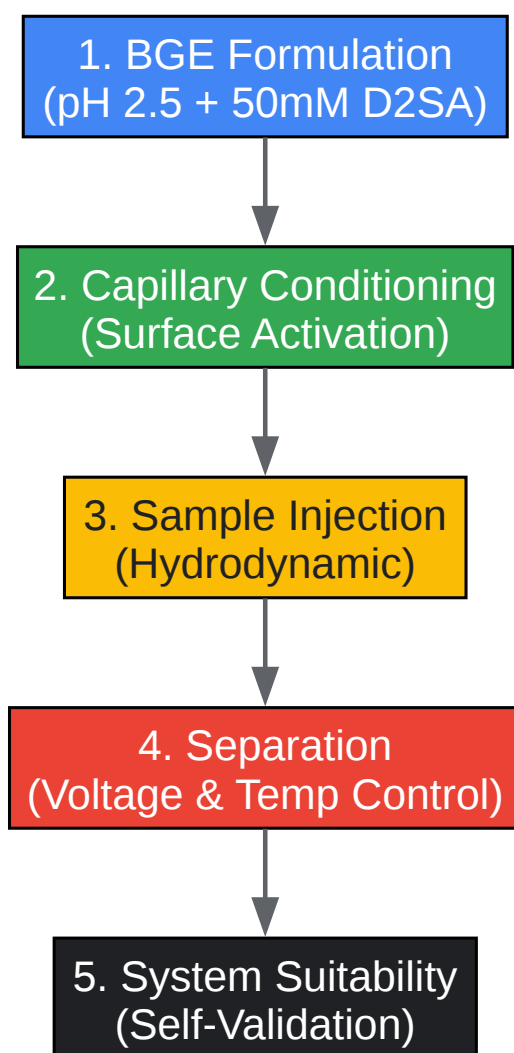 1. BGE Formulation
(pH 2.5 + 50mM D2SA)
2. Capillary Conditioning
(Surface Activation)
3. Sample Injection
(Hydrodynamic)
4. Separation
(Voltage & Temp Control)
5. System Suitability
(Self-Validation)